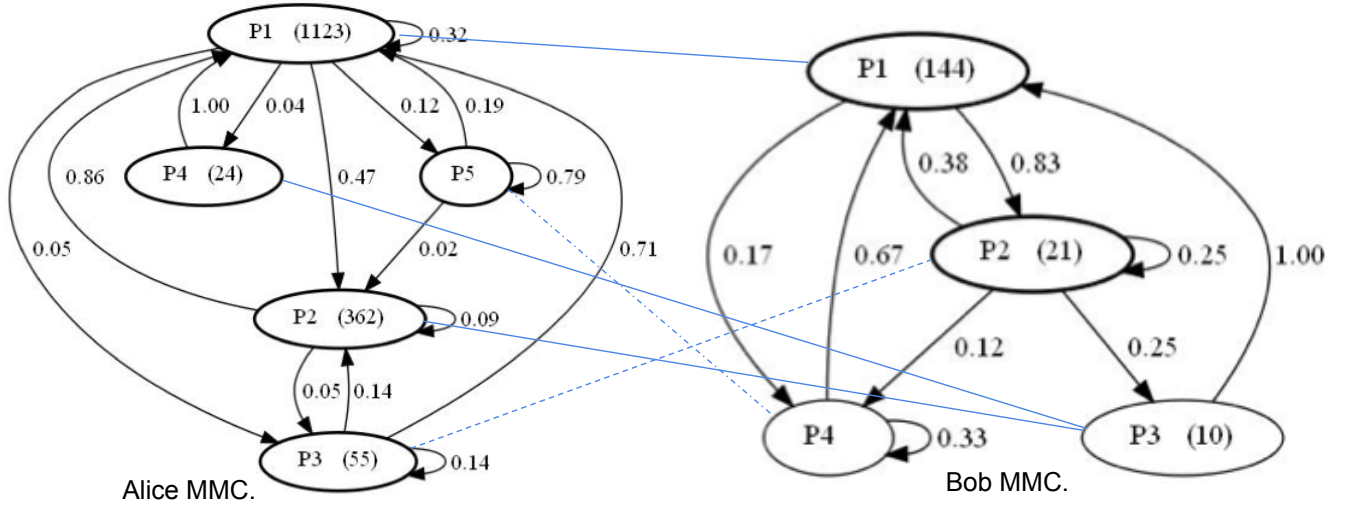 P1 (1123)
0.32
1.00
0.04
0.12
0.19
P4 (24)
P5
0.79
0.86
0.47
0.05
0.02
0.71
P2 (362)
0.09
0.05
0.14
P3 (55)
0.14
Alice MMC.
P1 (144)
0.38
0.83
0.17
0.67
P2 (21)
0.25
1.00
0.12
0.25
P4
0.33
P3 (10)
Bob MMC.